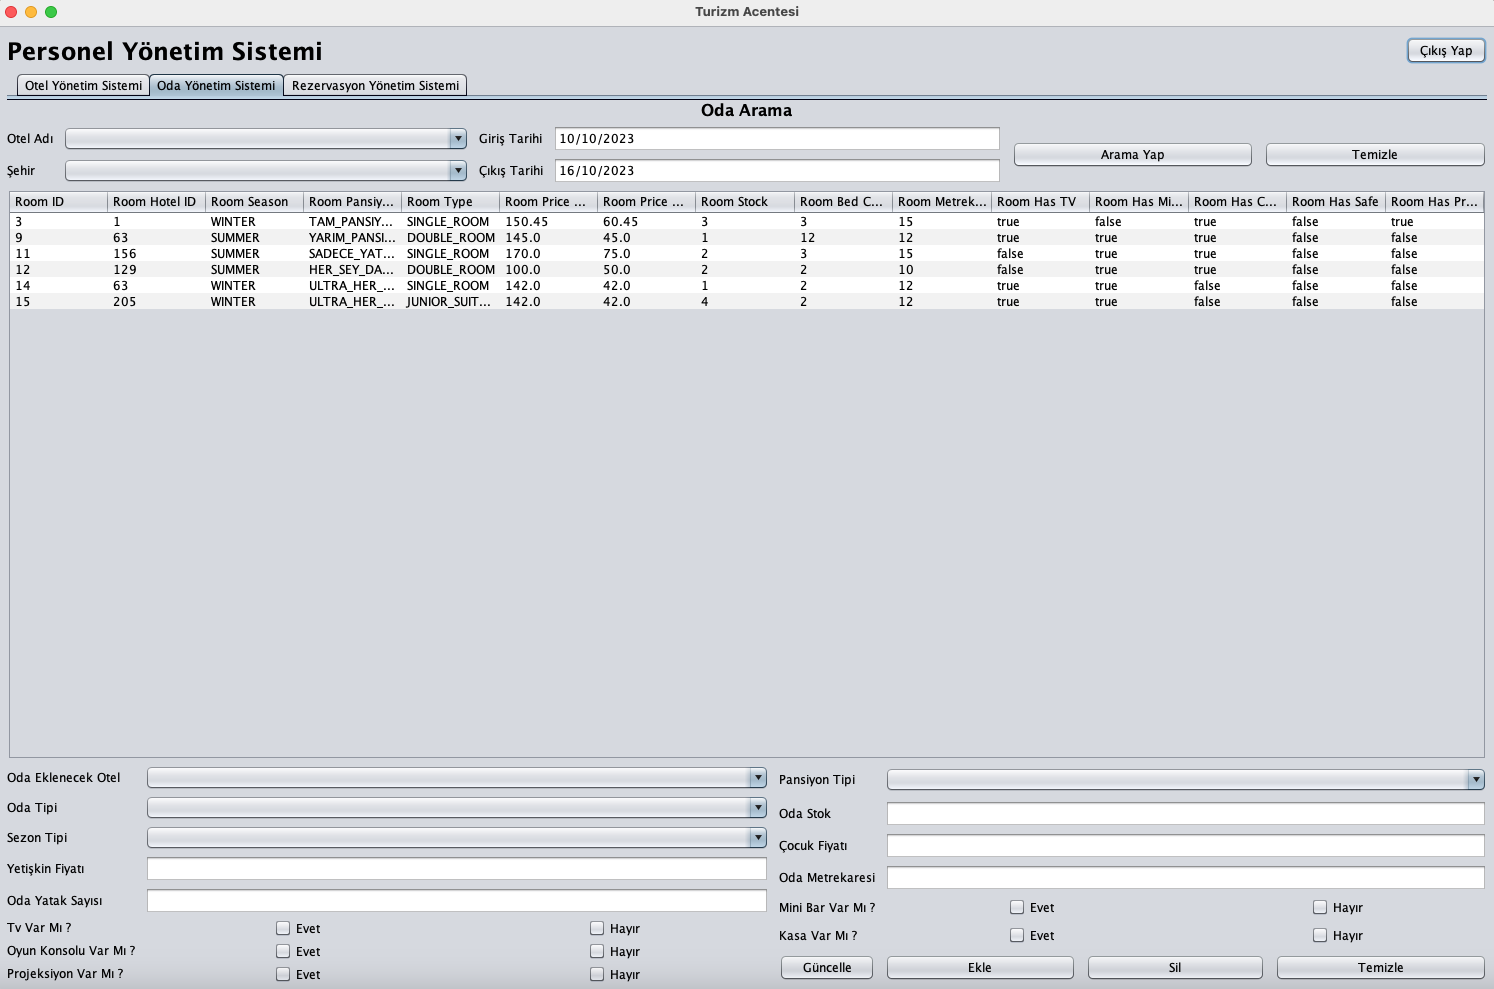 Turizm Acentesi
Personel Yönetim Sistemi
Çıkış Yap
Otel Yönetim Sistemi Oda Yönetim Sistemi Rezervasyon Yönetim Sistemi
Oda Arama
Otel Adı Giriş Tarihi 10/10/2023
Arama Yap Temizle
Şehir Çıkış Tarihi 16/10/2023
Room ID Room Hotel ID Room Season Room Pansiy... Room Type Room Price ... Room Price ... Room Stock Room Bed C... Room Metrek... Room Has TV Room Has Mi... Room Has C... Room Has Safe Room Has Pr...
3 1 WINTER TAM_PANSIY... SINGLE_ROOM 150.45 60.45 3 3 15 true false true false true
9 63 SUMMER YARIM_PANSI... DOUBLE_ROOM 145.0 45.0 1 12 12 true true true false false
11 156 SUMMER SADECE_YAT... SINGLE_ROOM 170.0 75.0 2 3 15 false true true false false
12 129 SUMMER HER_SEY_DA... DOUBLE_ROOM 100.0 50.0 2 2 10 false true true false false
14 63 WINTER ULTRA_HER_... SINGLE_ROOM 142.0 42.0 1 2 12 true true false false false
15 205 WINTER ULTRA_HER_... JUNIOR_SUIT... 142.0 42.0 4 2 12 true true false false false
Oda Eklenecek Otel
Oda Tipi
Sezon Tipi
Yetişkin Fiyatı
Oda Yatak Sayısı
Tv Var Mı ? Evet Hayır
Oyun Konsolu Var Mı ? Evet Hayır
Projeksiyon Var Mı ? Evet Hayır
Pansiyon Tipi
Oda Stok
Çocuk Fiyatı
Oda Metrekaresi
Mini Bar Var Mı ? Evet Hayır
Kasa Var Mı ? Evet Hayır
Güncelle Ekle Sil Temizle